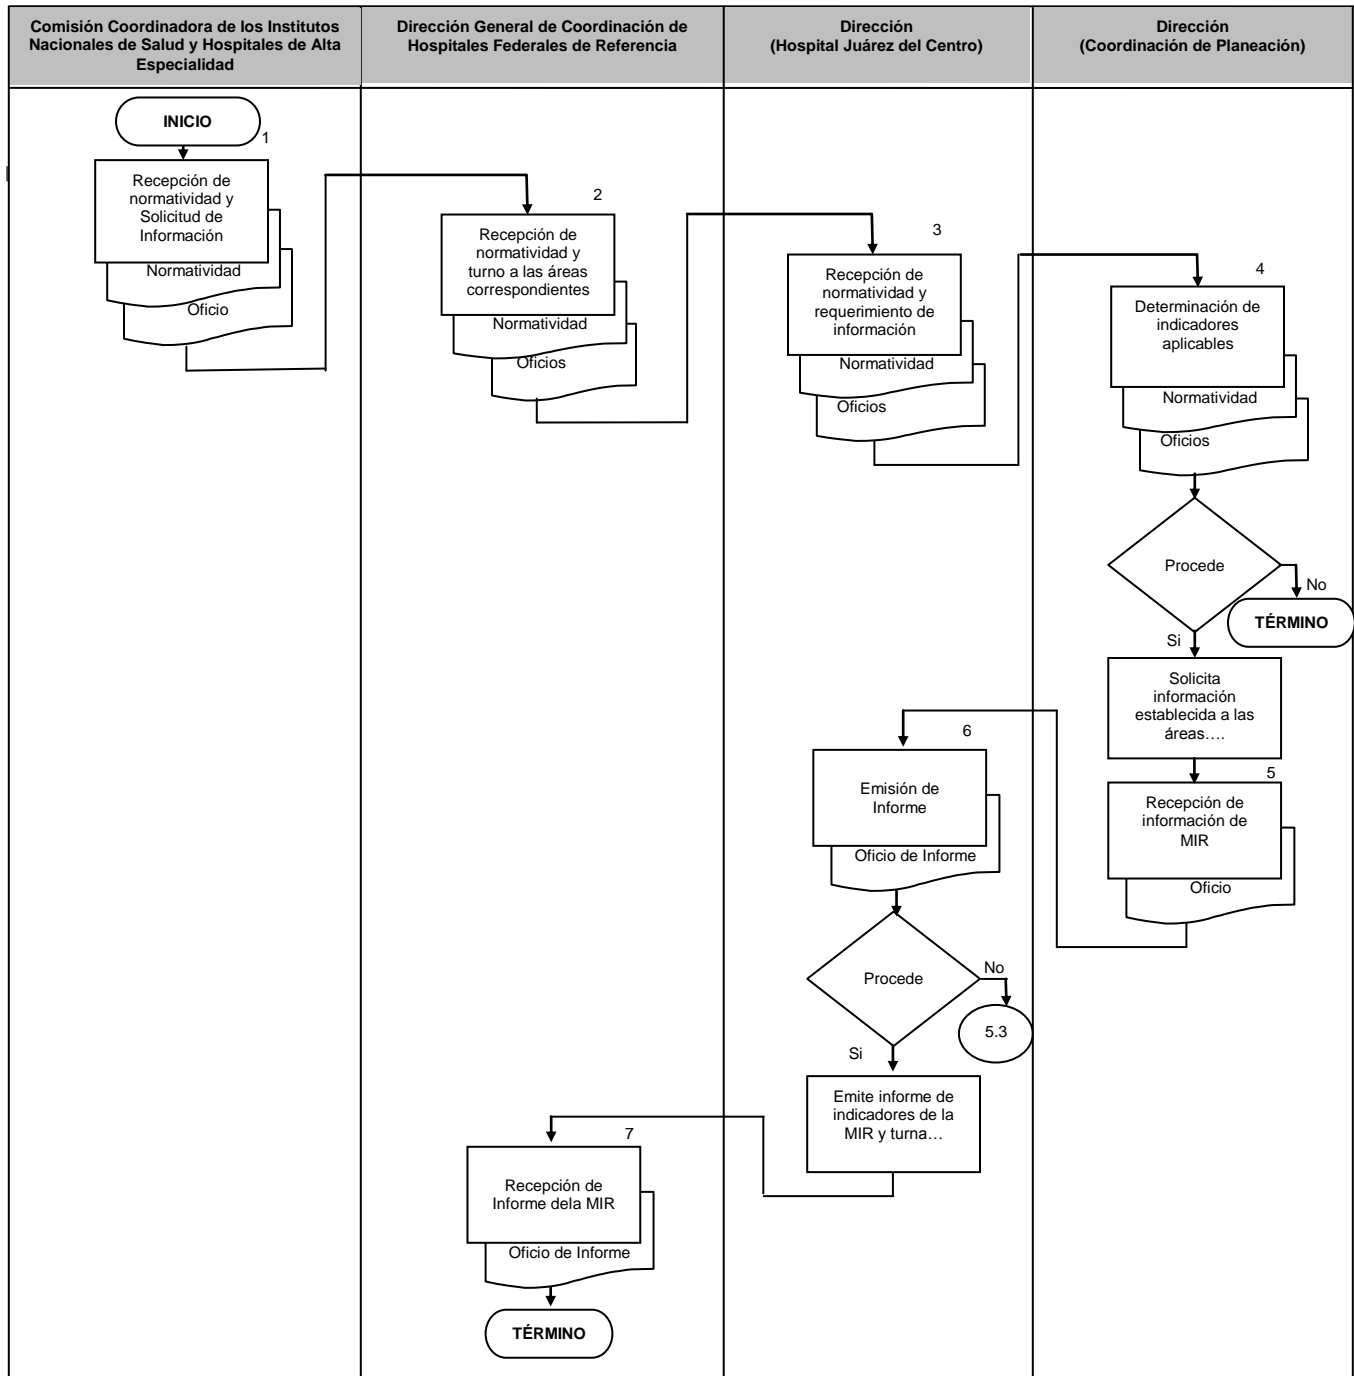 Comisión Coordinadora de los Institutos
Nacionales de Salud y Hospitales de Alta
Especialidad
Dirección General de Coordinación de
Hospitales Federales de Referencia
Dirección
(Hospital Juárez del Centro)
Dirección
(Coordinación de Planeación)
INICIO
1
Recepción de
normatividad y
Solicitud de
Información
Normatividad
Oficio
2
Recepción de
normatividad y
turno a las áreas
correspondientes
Normatividad
Oficios
3
Recepción de
normatividad y
requerimiento de
información
Normatividad
Oficios
4
Determinación de
indicadores
aplicables
Normatividad
Oficios
Procede
No
TÉRMINO
Si
Solicita
información
establecida a las
áreas….
5
Recepción de
información de
MIR
Oficio
6
Emisión de
Informe
Oficio de Informe
Procede
No
5.3
Si
Emite informe de
indicadores de la
MIR y turna…
7
Recepción de
Informe dela MIR
Oficio de Informe
TÉRMINO